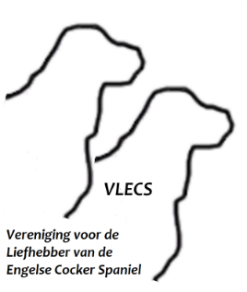 VLECS
Vereniging voor de
Liefhebber van de
Engelse Cocker Spaniel